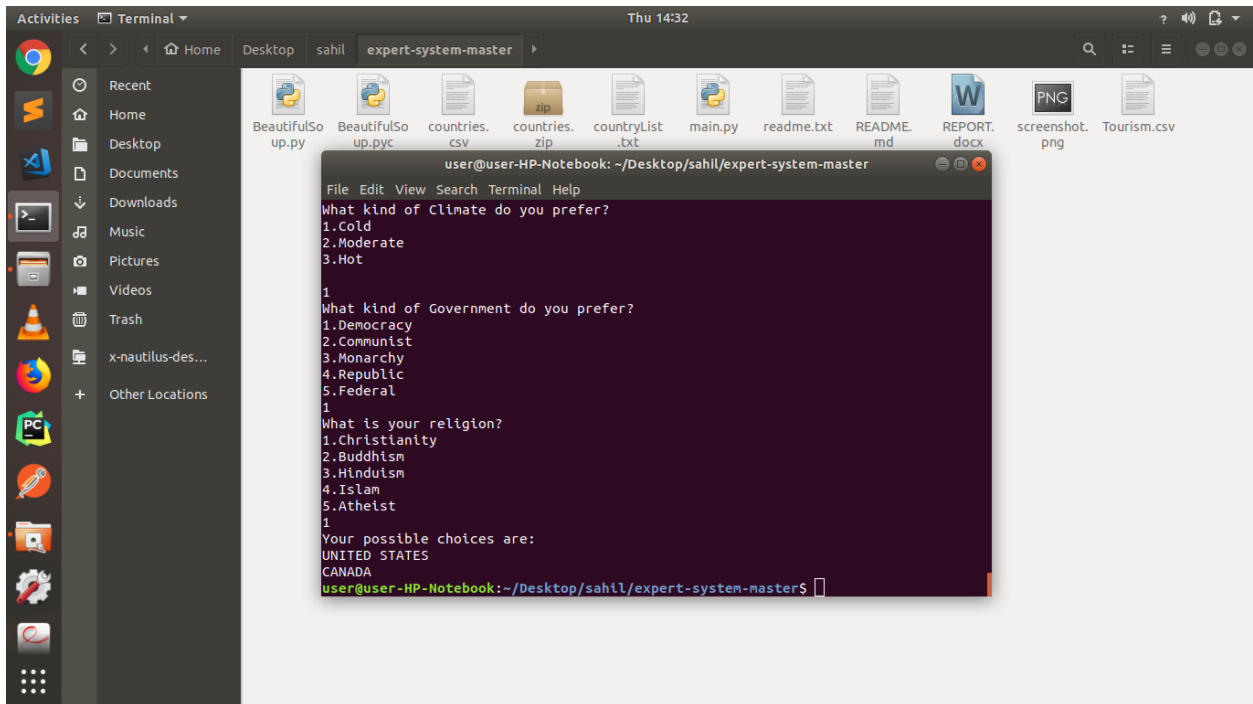 Activities Terminal Thu 14:32 ?
Home Desktop sahil expert-system-master
Recent
Home
Desktop
Documents
Downloads
Music
Pictures
Videos
Trash
x-nautilus-des...
+ Other Locations
BeautifulSo
up.py
BeautifulSo
up.pyc
countries.
csv
zip
countries.
zip
countryList
.txt
main.py
readme.txt
README.
md
W
REPORT.
docx
PNG
screenshot.
png
Tourism.csv
PC
user@user-HP-Notebook: ~/Desktop/sahil/expert-system-master
File Edit View Search Terminal Help
What kind of Climate do you prefer?
1.Cold
2.Moderate
3.Hot
1
What kind of Government do you prefer?
1.Democracy
2.Communist
3.Monarchy
4.Republic
5.Federal
1
What is your religion?
1.Christianity
2.Buddhism
3.Hinduism
4.Islam
5.Atheist
1
Your possible choices are:
UNITED STATES
CANADA
user@user-HP-Notebook:~/Desktop/sahil/expert-system-master$